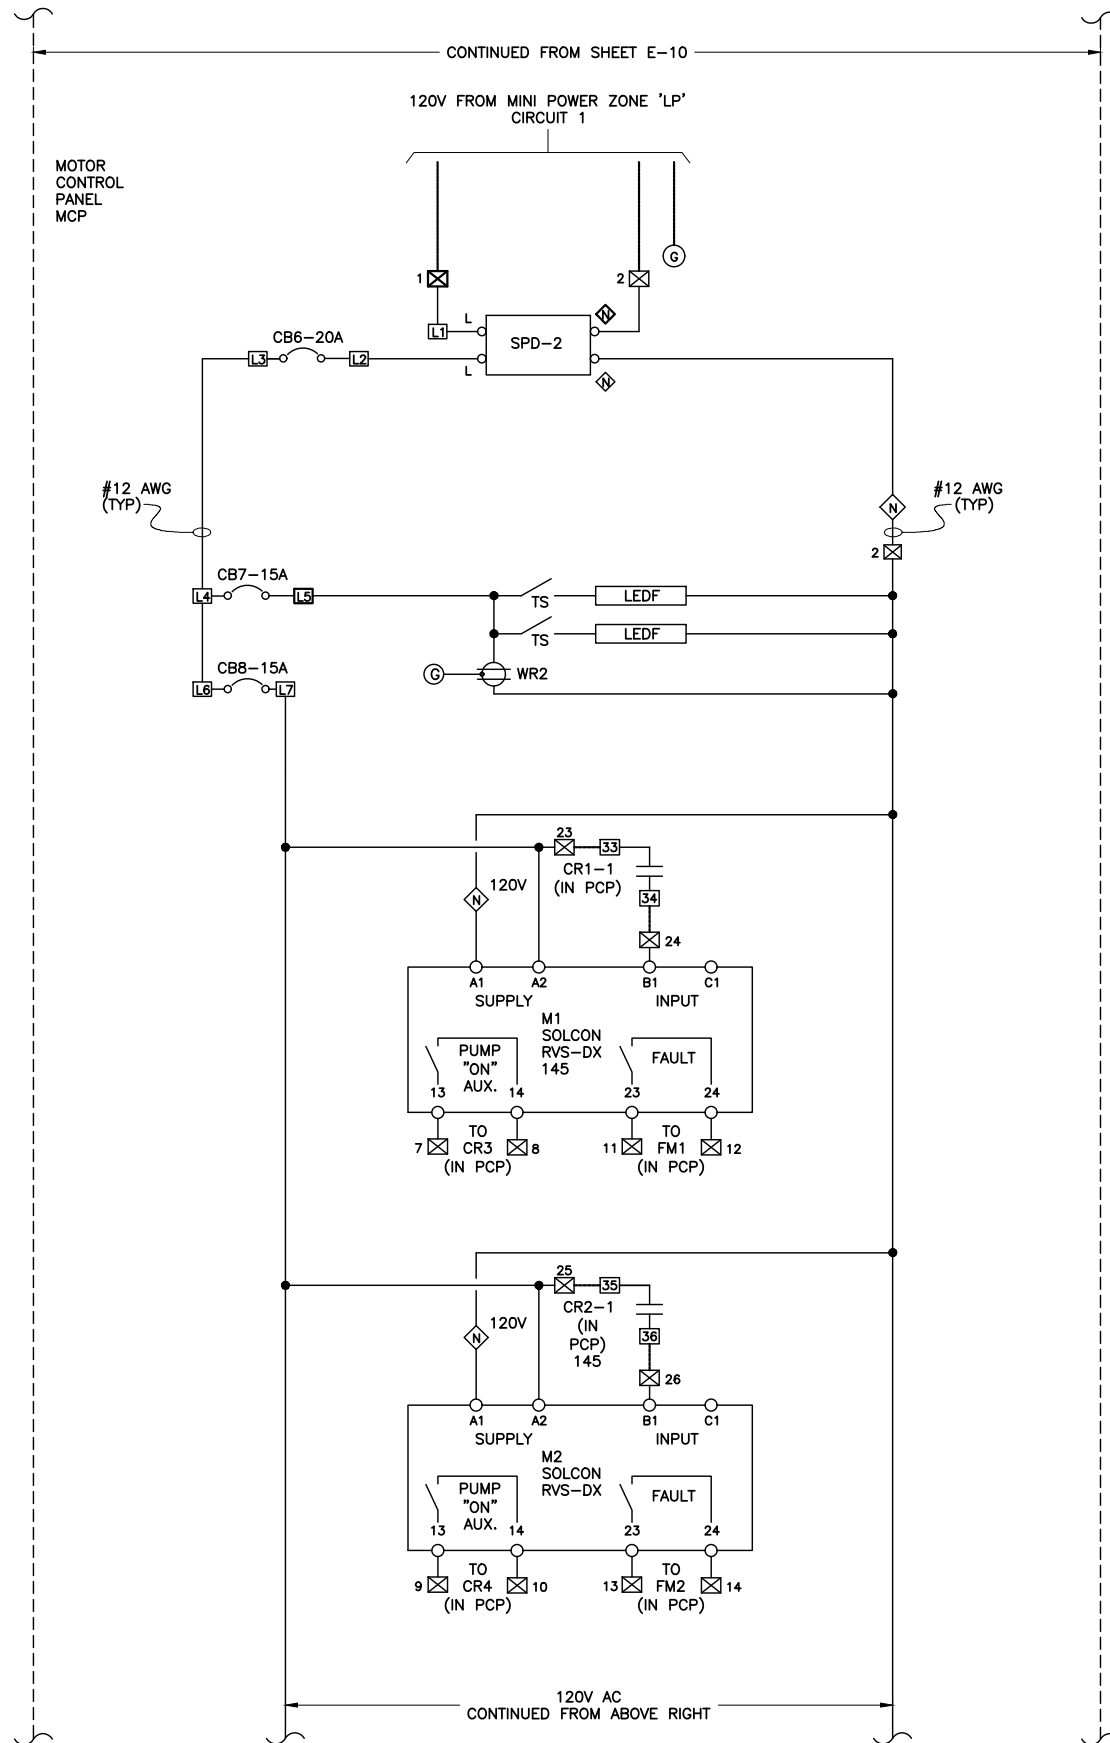 CONTINUED FROM SHEET E-10
120V FROM MINI POWER ZONE 'LP'
CIRCUIT 1
MOTOR
CONTROL
PANEL
MCP
G
1
2
N
L
L1
SPD-2
CB6-20A
L3
L2
L
N
#12 AWG
(TYP)
#12 AWG
(TYP)
N
2
CB7-15A
L4
L5
TS
LEDF
TS
LEDF
CB8-15A
G
WR2
L6
L7
23
33
CR1-1
(IN PCP)
120V
N
34
24
A1
A2
B1
C1
SUPPLY
INPUT
M1
SOLCON
RVS-DX
145
PUMP
"ON"
AUX.
FAULT
13
14
23
24
7
TO
CR3
(IN PCP)
8
11
TO
FM1
(IN PCP)
12
25
35
CR2-1
(IN
PCP)
145
120V
N
36
26
A1
A2
B1
C1
SUPPLY
INPUT
M2
SOLCON
RVS-DX
PUMP
"ON"
AUX.
FAULT
13
14
23
24
9
TO
CR4
(IN PCP)
10
13
TO
FM2
(IN PCP)
14
120V AC
CONTINUED FROM ABOVE RIGHT